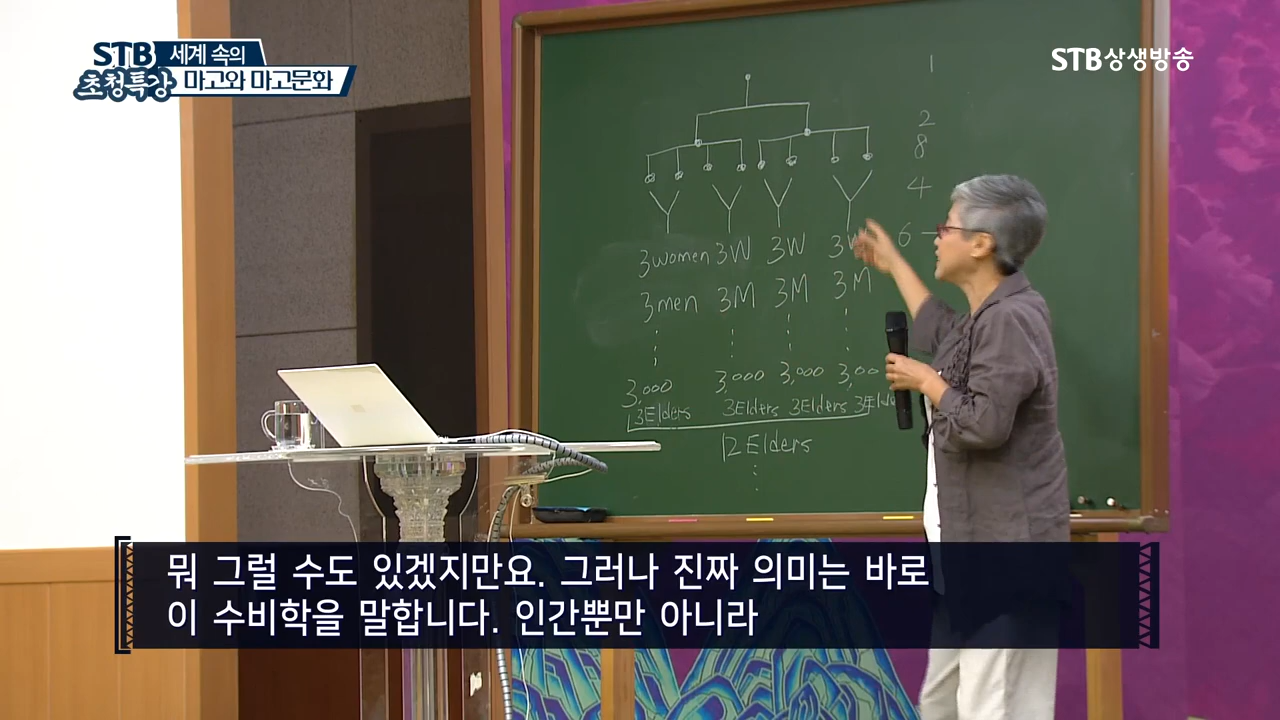 STB 세계 속의
초청특강 마고와 마고문화
STB상생방송
1
2
8
4
6
3women 3W 3W 3W
3men 3M 3M 3M
3,000 3,000 3,000 3,000
3Elders 3Elders 3Elders 3Elders
12 Elders
뭐 그럴 수도 있겠지만요. 그러나 진짜 의미는 바로
이 수비학을 말합니다. 인간뿐만 아니라